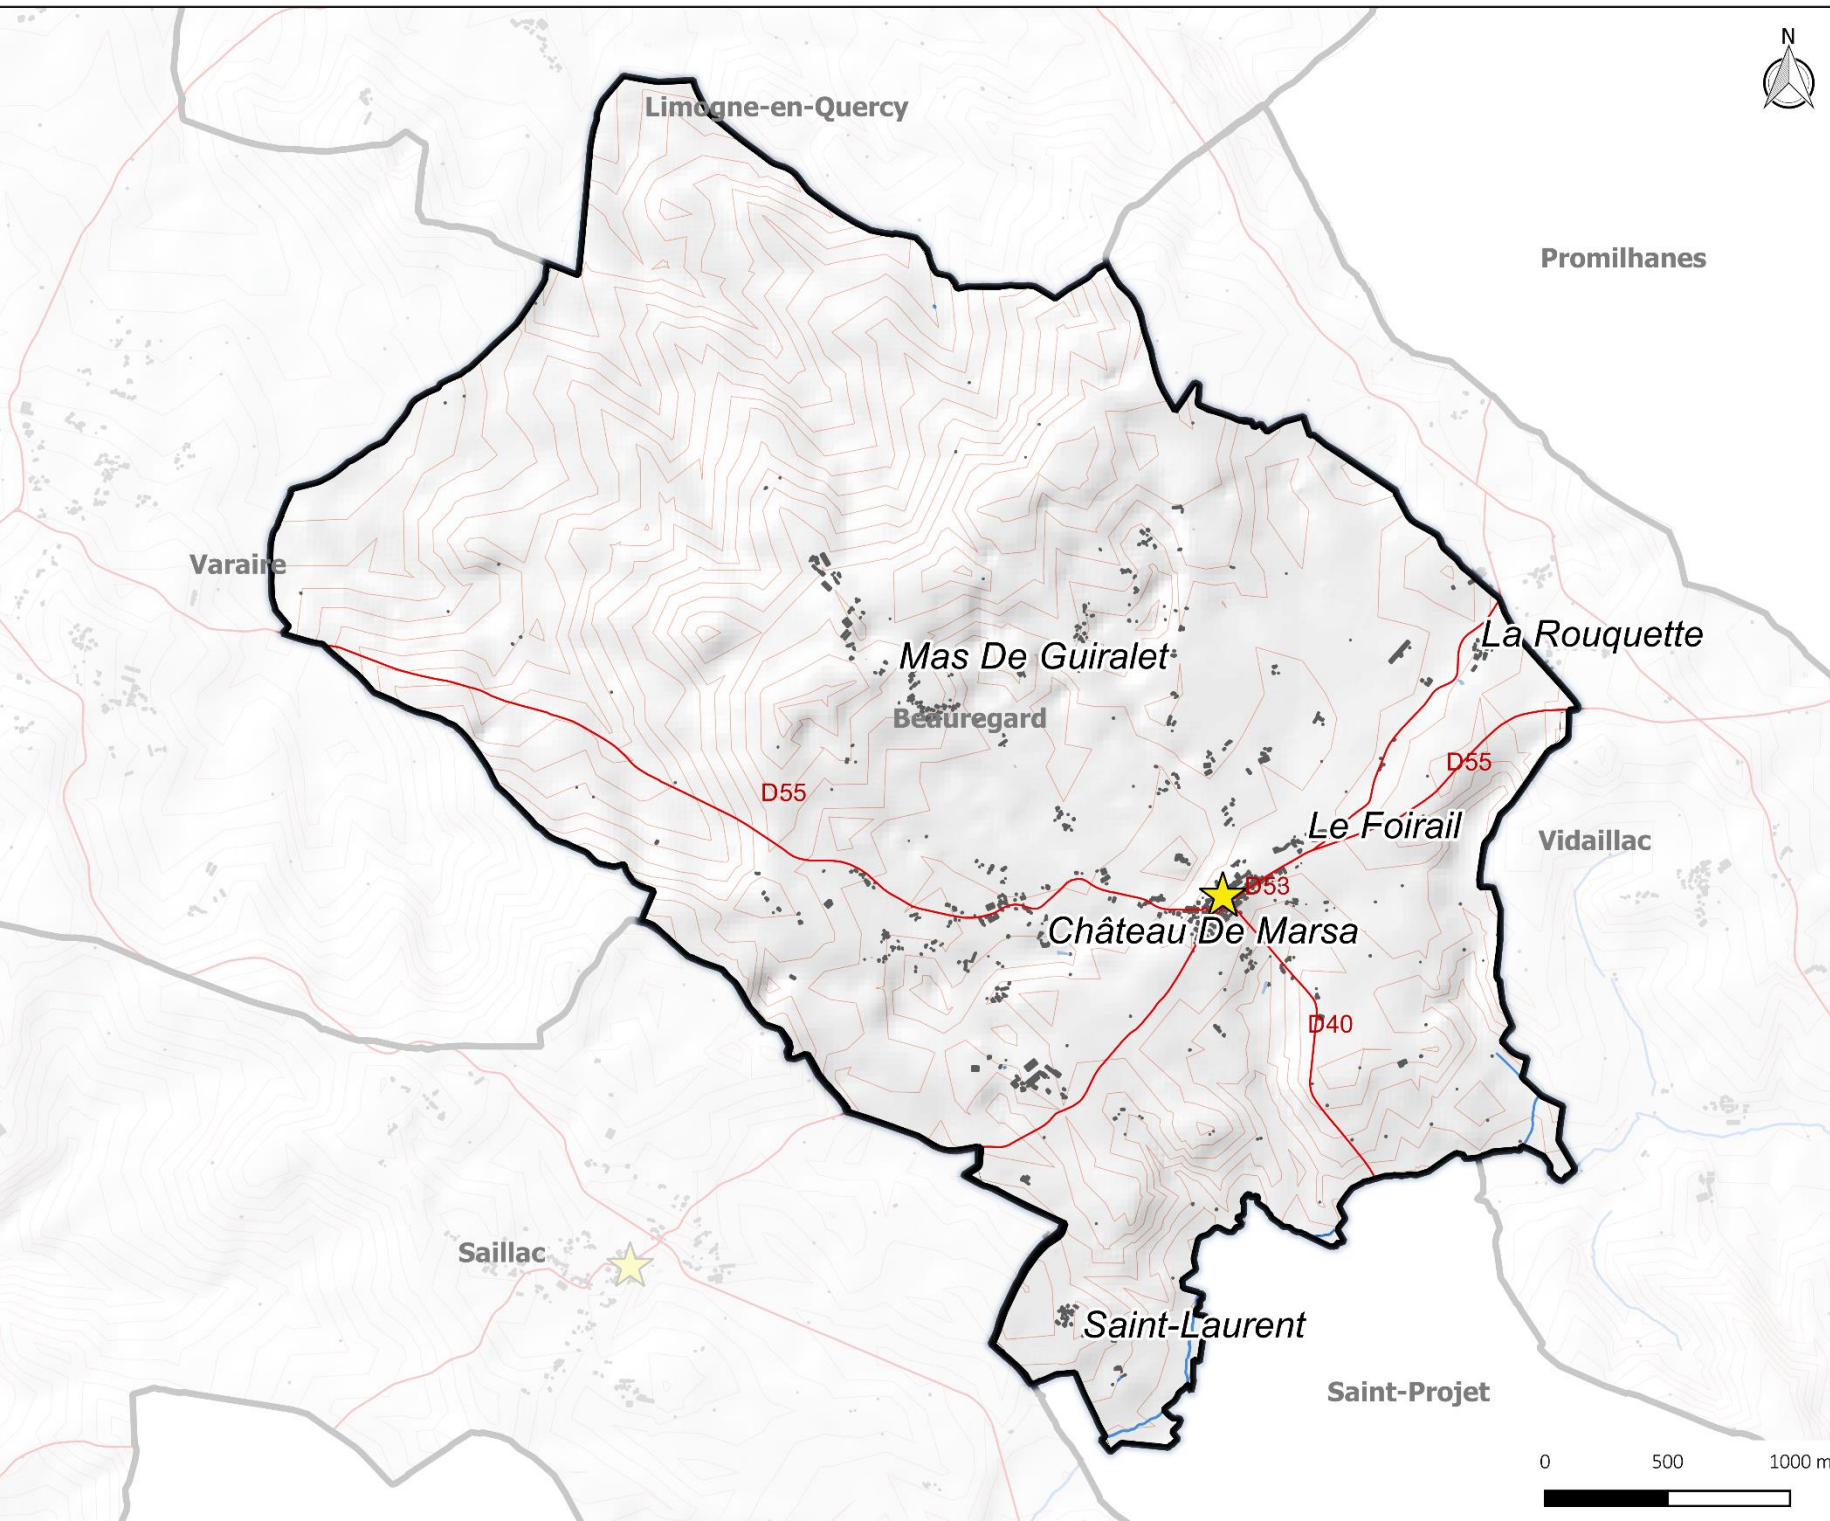 N
Limogne-en-Quercy
Promilhanes
Varaire
La Rouquette
Mas De Guiralet
Beauregard
D55
D55
Le Foirail
Vidaillac
D53
Château De Marsa
D40
Saillac
Saint-Laurent
Saint-Projet
0 500 1000 m